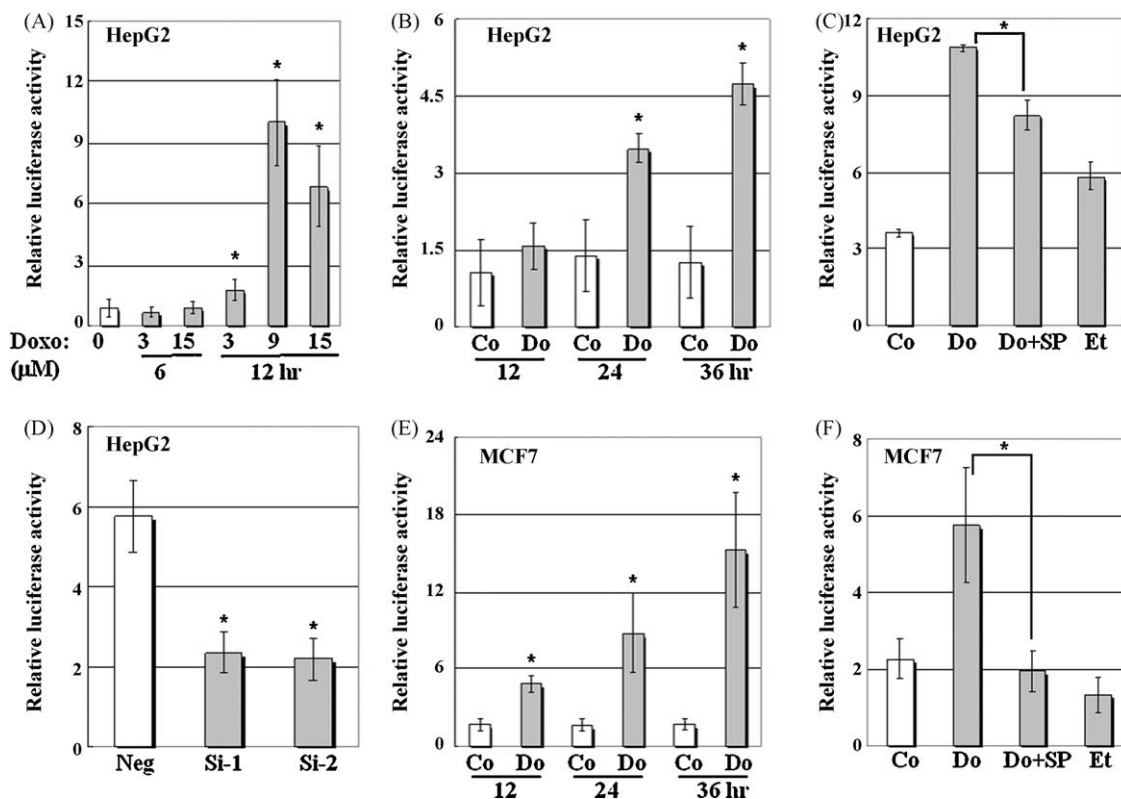 (A)
HepG2
Relative luciferase activity
15
12
9
6
3
0
Doxo: 0 3 15 3 9 15
(μM) 6 12 hr
(B)
HepG2
Relative luciferase activity
6
4.5
3
1.5
0
Co Do Co Do Co Do
12 24 36 hr
(C)
HepG2
Relative luciferase activity
12
9
6
3
0
*
Co Do Do+SP Et
(D)
HepG2
Relative luciferase activity
8
6
4
2
0
Neg Si-1 Si-2
(E)
MCF7
Relative luciferase activity
24
18
12
6
0
Co Do Co Do Co Do
12 24 36 hr
(F)
MCF7
Relative luciferase activity
8
6
4
2
0
*
Co Do Do+SP Et